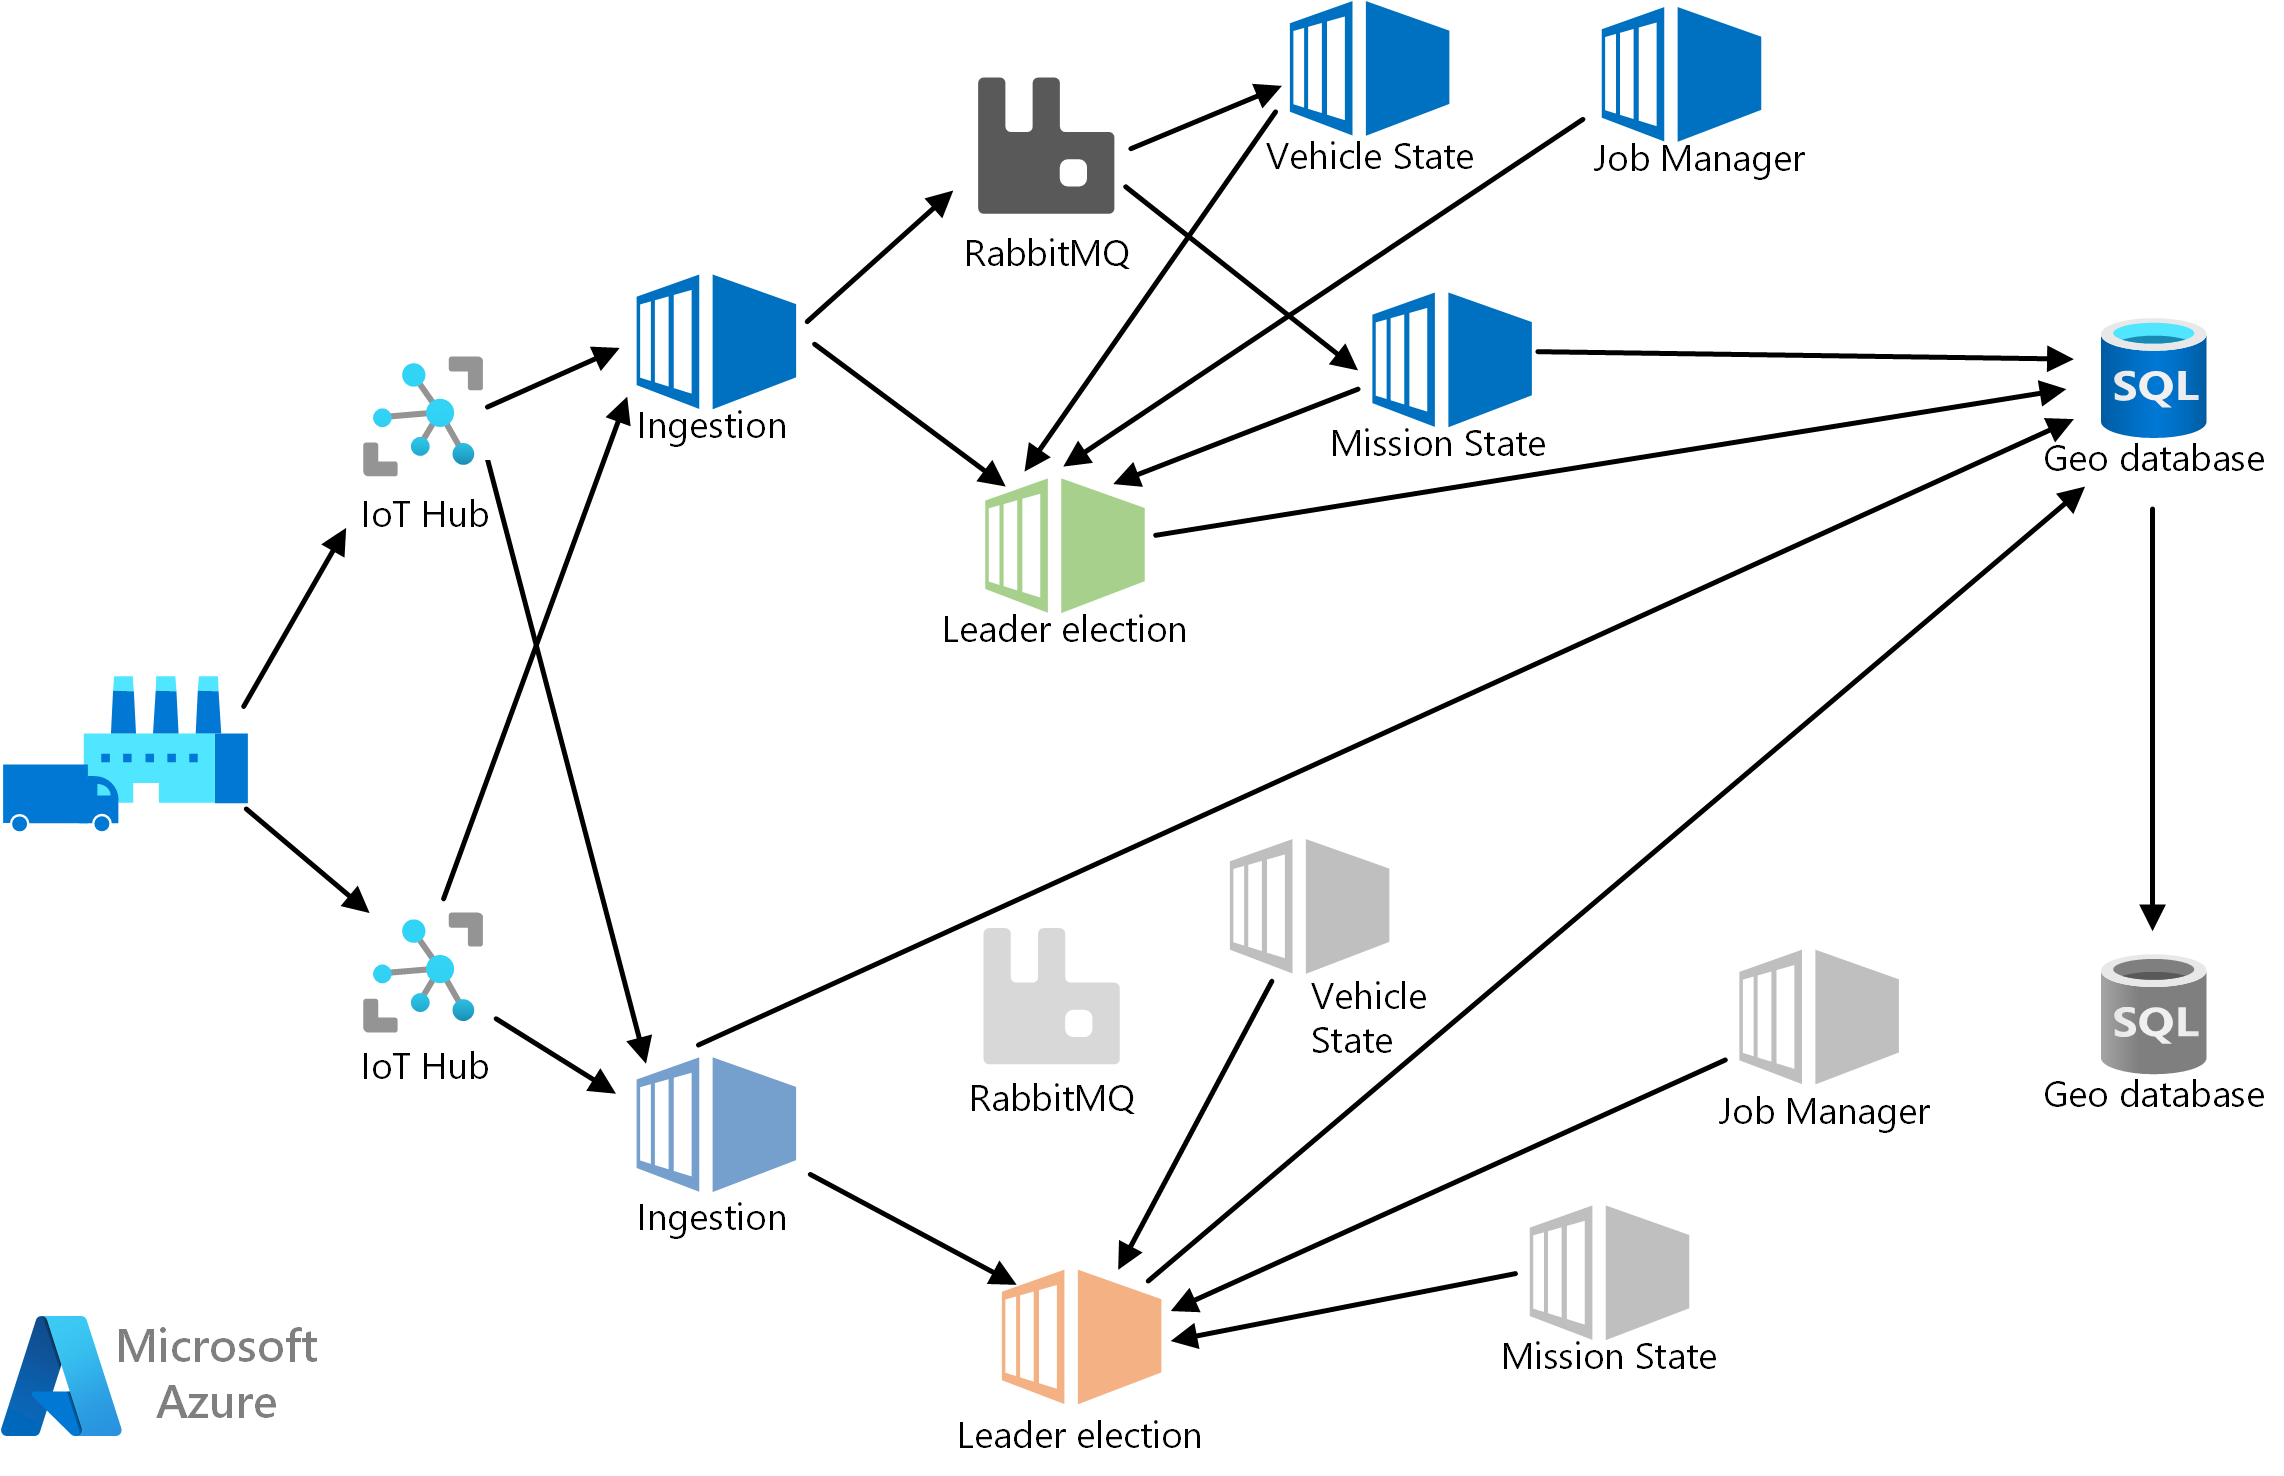 Vehicle State
Job Manager
RabbitMQ
Ingestion
Mission State
SQL
Geo database
IoT Hub
Leader election
Vehicle
State
RabbitMQ
SQL
Geo database
Job Manager
IoT Hub
Ingestion
Mission State
Leader election
Microsoft
Azure